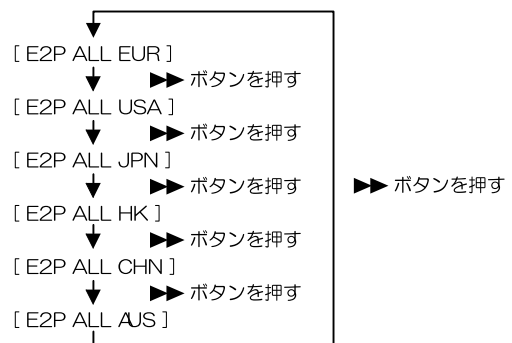 [ E2P ALL EUR ]
▶▶ ボタンを押す
[ E2P ALL USA ]
▶▶ ボタンを押す
[ E2P ALL JPN ]
▶▶ ボタンを押す
▶▶ ボタンを押す
[ E2P ALL HK ]
▶▶ ボタンを押す
[ E2P ALL CHN ]
▶▶ ボタンを押す
[ E2P ALL AUS ]